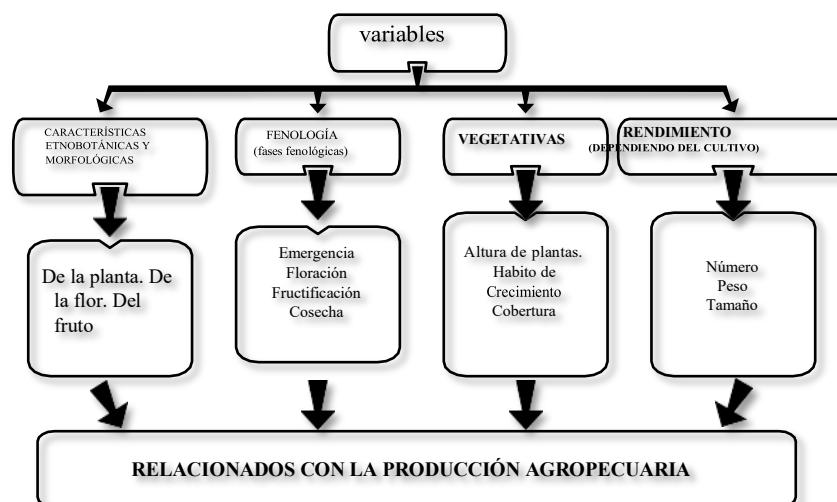 variables
CARACTERÍSTICAS
ETNOBOTÁNICAS Y
MORFOLÓGICAS
FENOLOGÍA
(fases fenológicas)
VEGETATIVAS
RENDIMIENTO
(DEPENDIENDO DEL CULTIVO)
De la planta. De
la flor. Del
fruto
Emergencia
Floración
Fructificación
Cosecha
Altura de plantas.
Habito de
Crecimiento
Cobertura
Número
Peso
Tamaño
RELACIONADOS CON LA PRODUCCIÓN AGROPECUARIA